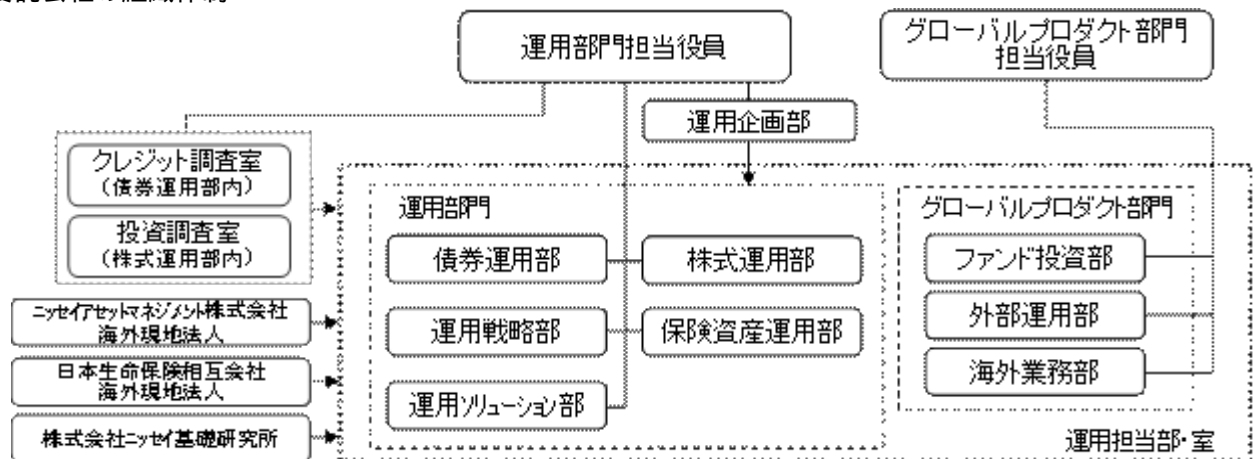 運用部門担当役員
グローバルプロダクト部門
担当役員
運用企画部
クレジット調査室
（債券運用部内）
投資調査室
（株式運用部内）
運用部門
債券運用部
株式運用部
運用戦略部
保険資産運用部
運用ソリューション部
グローバルプロダクト部門
ファンド投資部
外部運用部
海外業務部
ニッセイアセットマネジメント株式会社
海外現地法人
日本生命保険相互会社
海外現地法人
株式会社ニッセイ基礎研究所
運用担当部・室